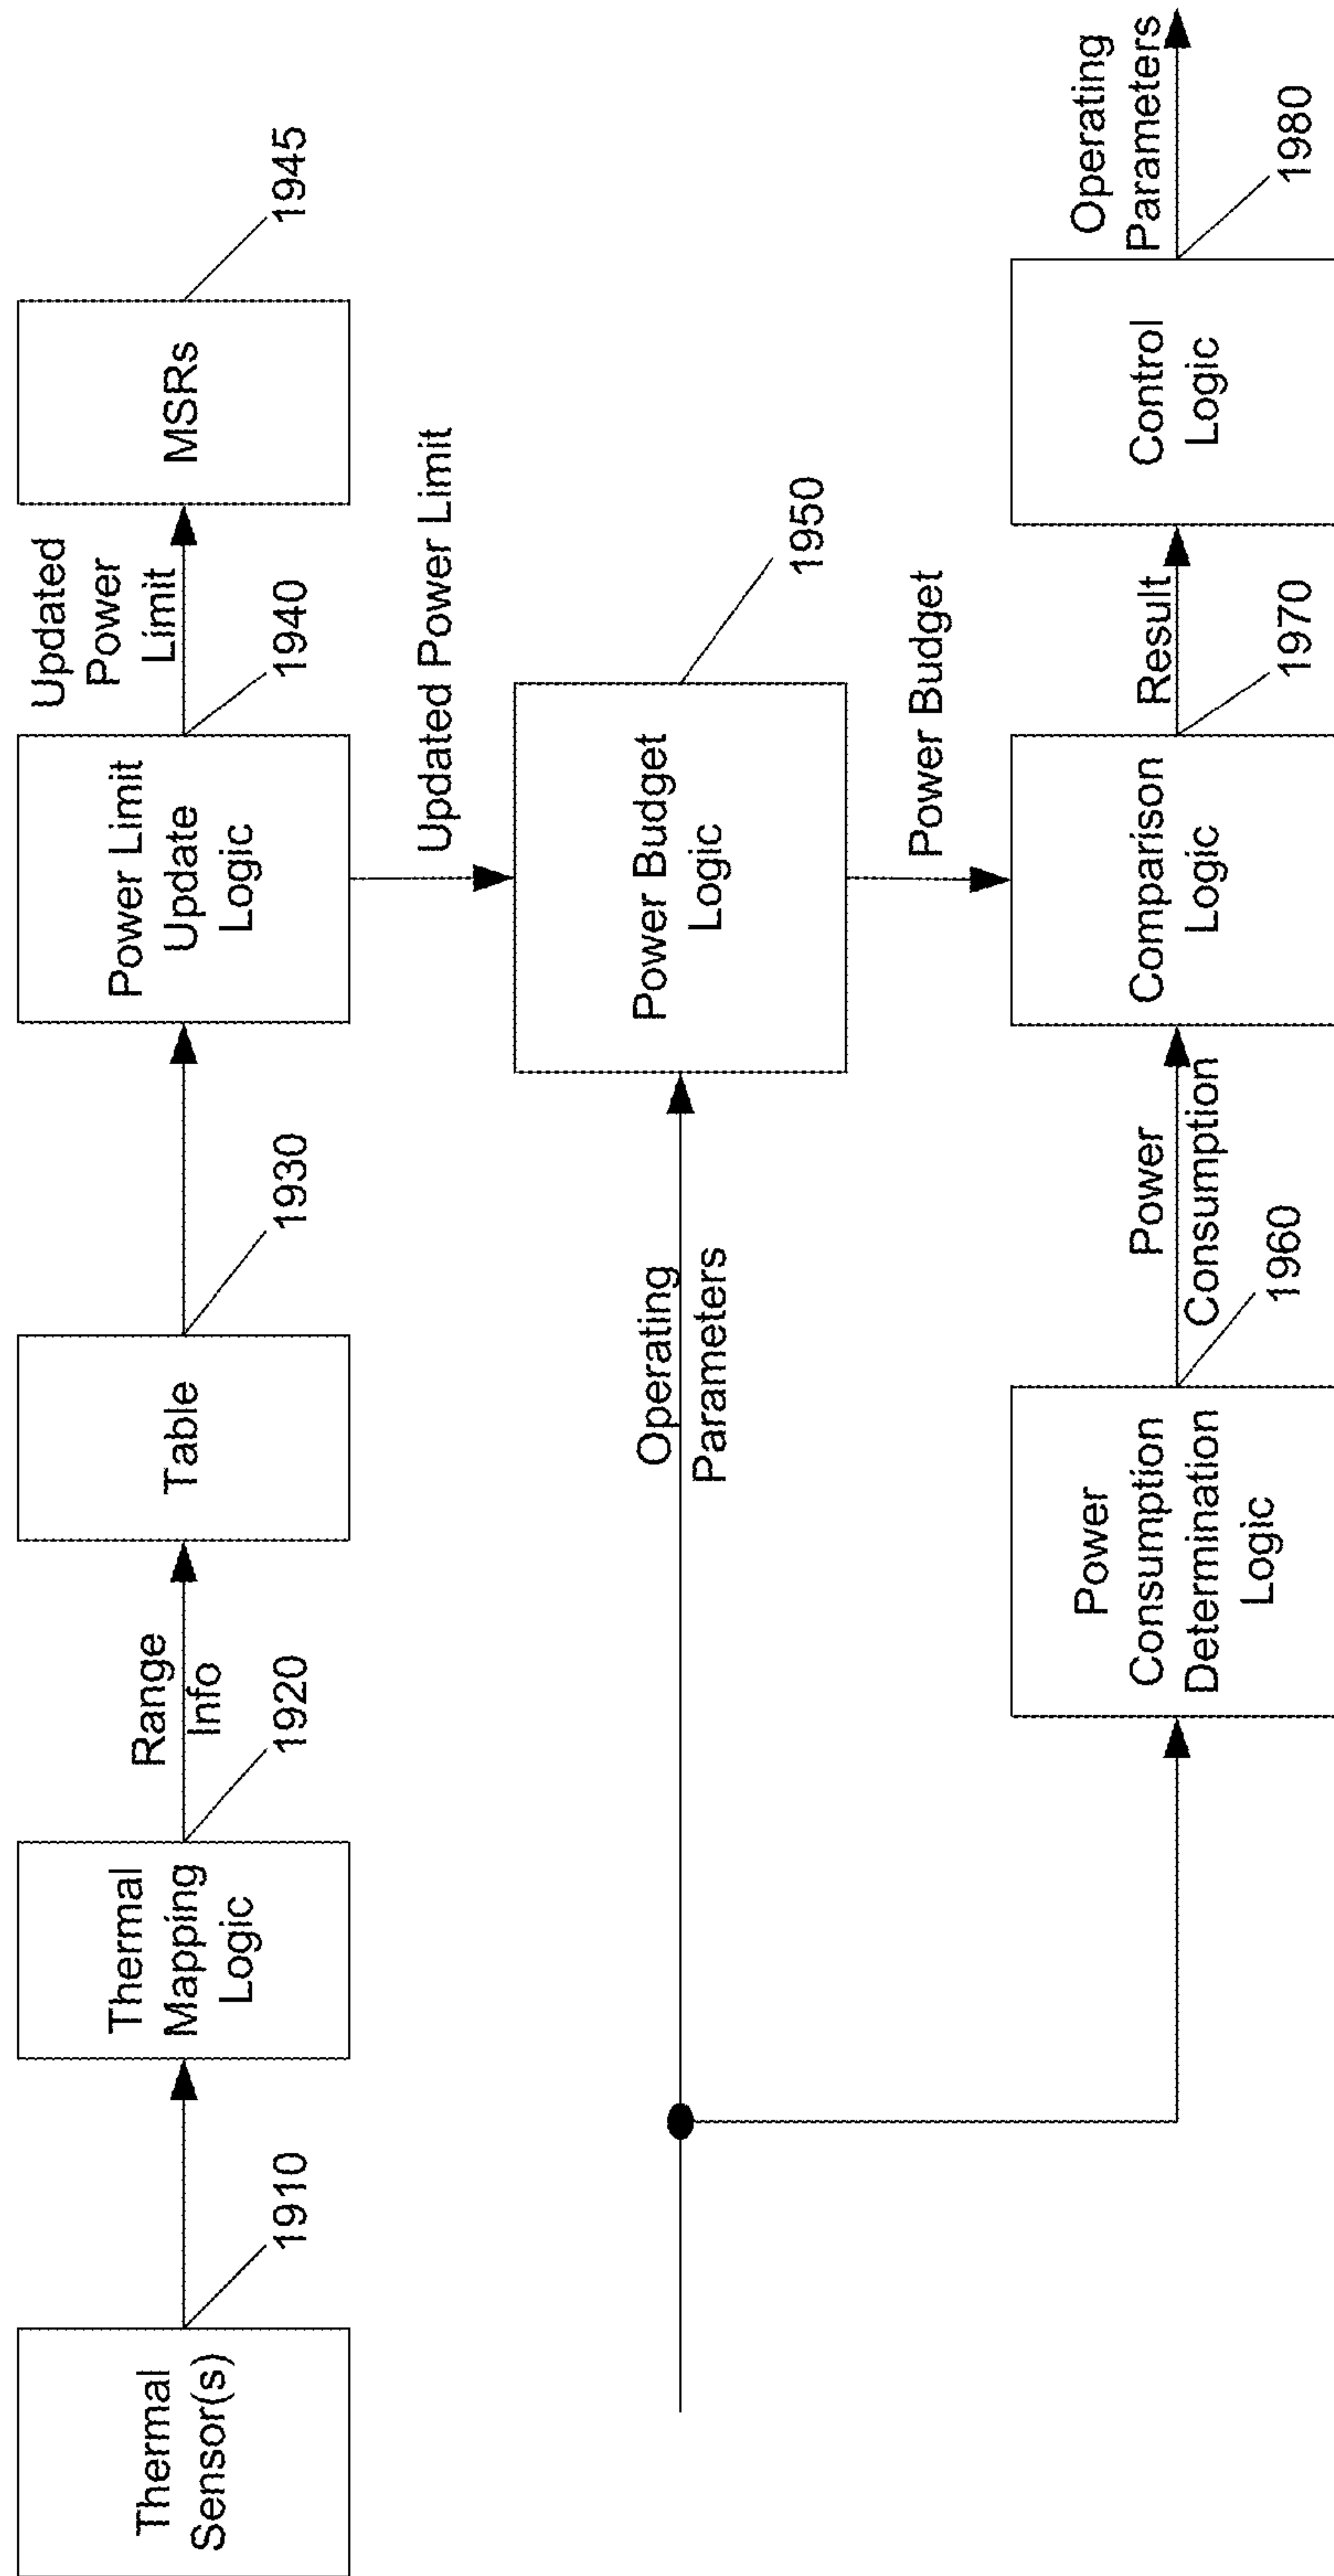 Thermal
Sensor(s)
1910
Thermal
Mapping
Logic
1920
Range
Info
Table
1930
Power Limit
Update
Logic
1940
Updated
Power
Limit
MSRs
1945
Updated Power Limit
Operating
Parameters
Power Budget
Logic
1950
Power Budget
Power
Consumption
Determination
Logic
1960
Power
Consumption
Comparison
Logic
1970
Result
Control
Logic
1980
Operating
Parameters